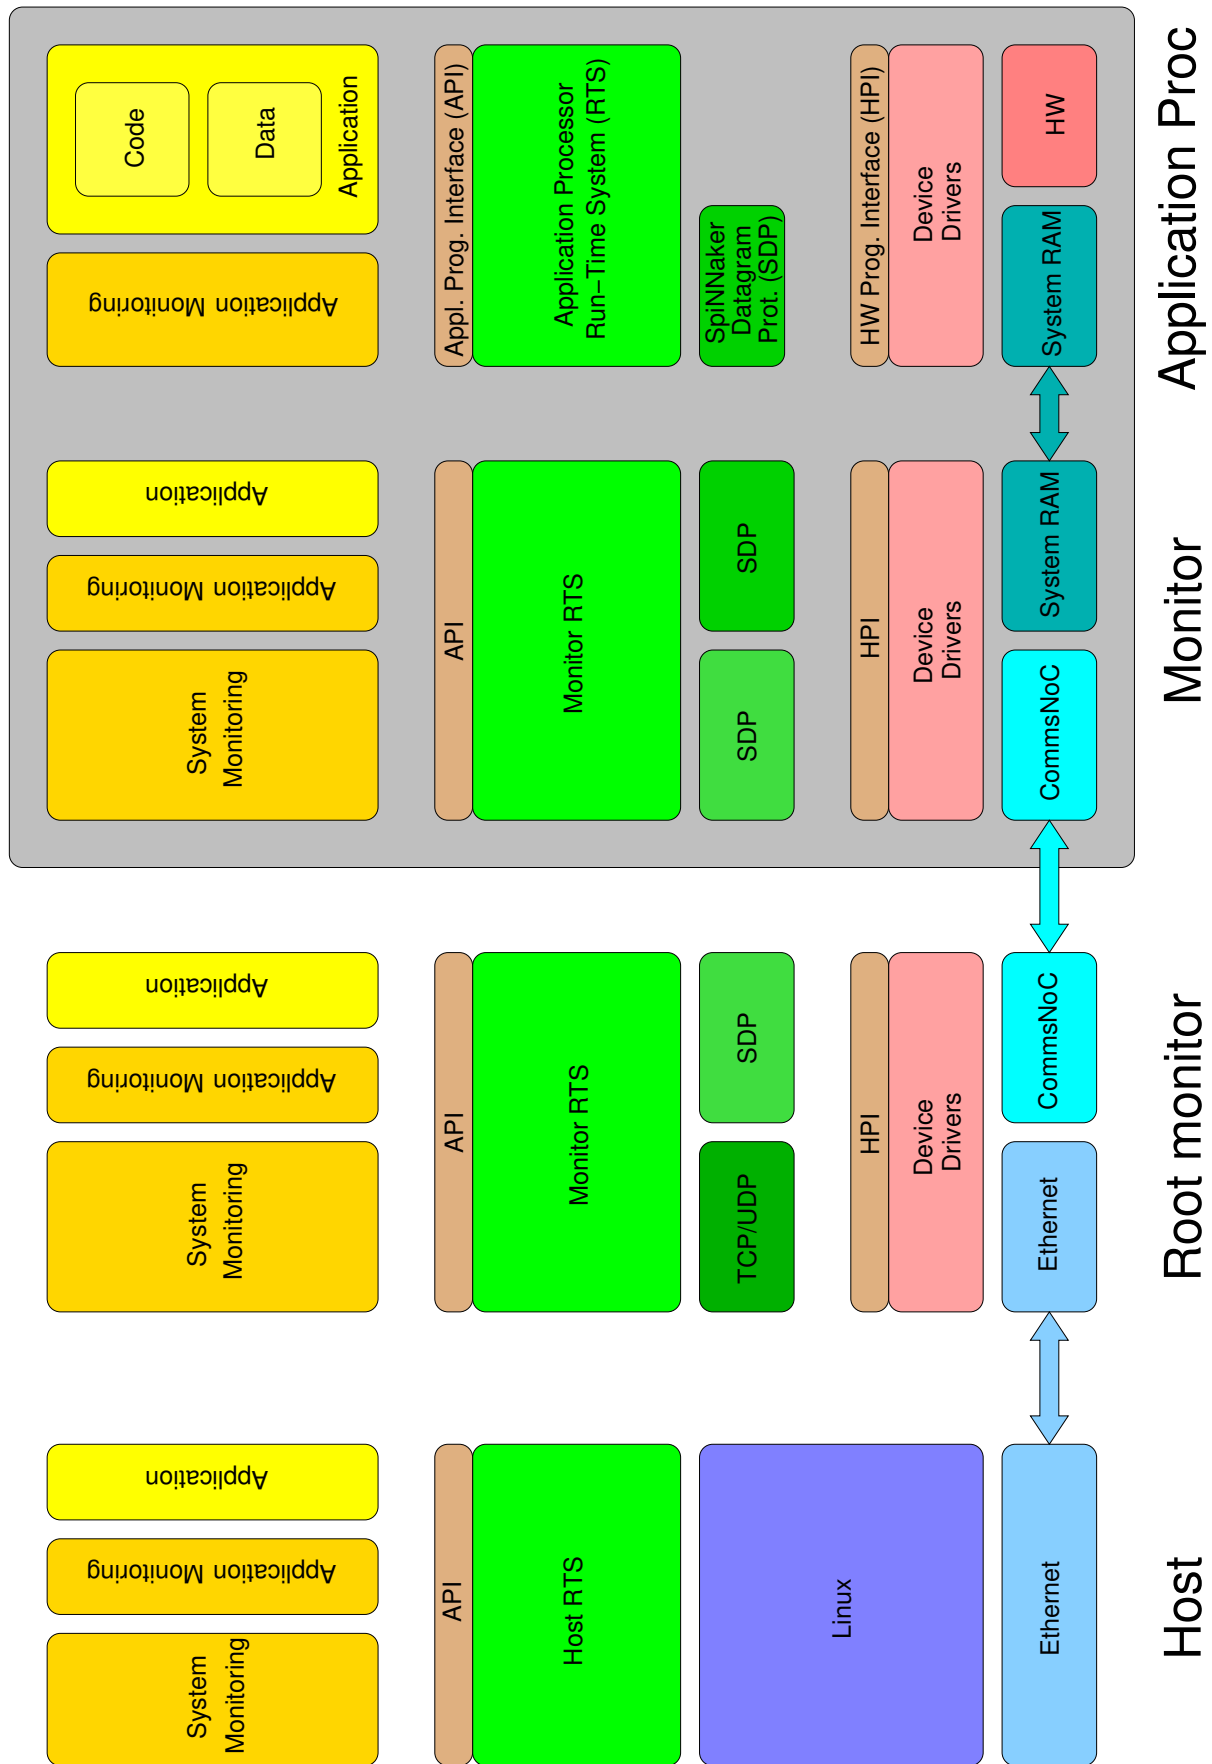 System
Monitoring
Application Monitoring
Application
System
Monitoring
Application Monitoring
Application
System
Monitoring
Application Monitoring
Application
Application Monitoring
Code
Data
Application
API
Host RTS
API
Monitor RTS
API
Monitor RTS
Appl. Prog. Interface (API)
Application Processor
Run−Time System (RTS)
Linux
TCP/UDP
SDP
SDP
SDP
SpiNNaker
Datagram
Prot. (SDP)
HPI
Device
Drivers
HPI
Device
Drivers
HW Prog. Interface (HPI)
Device
Drivers
Ethernet
Ethernet
CommsNoC
CommsNoC
System RAM
System RAM
HW
Host
Root monitor
Monitor
Application Proc